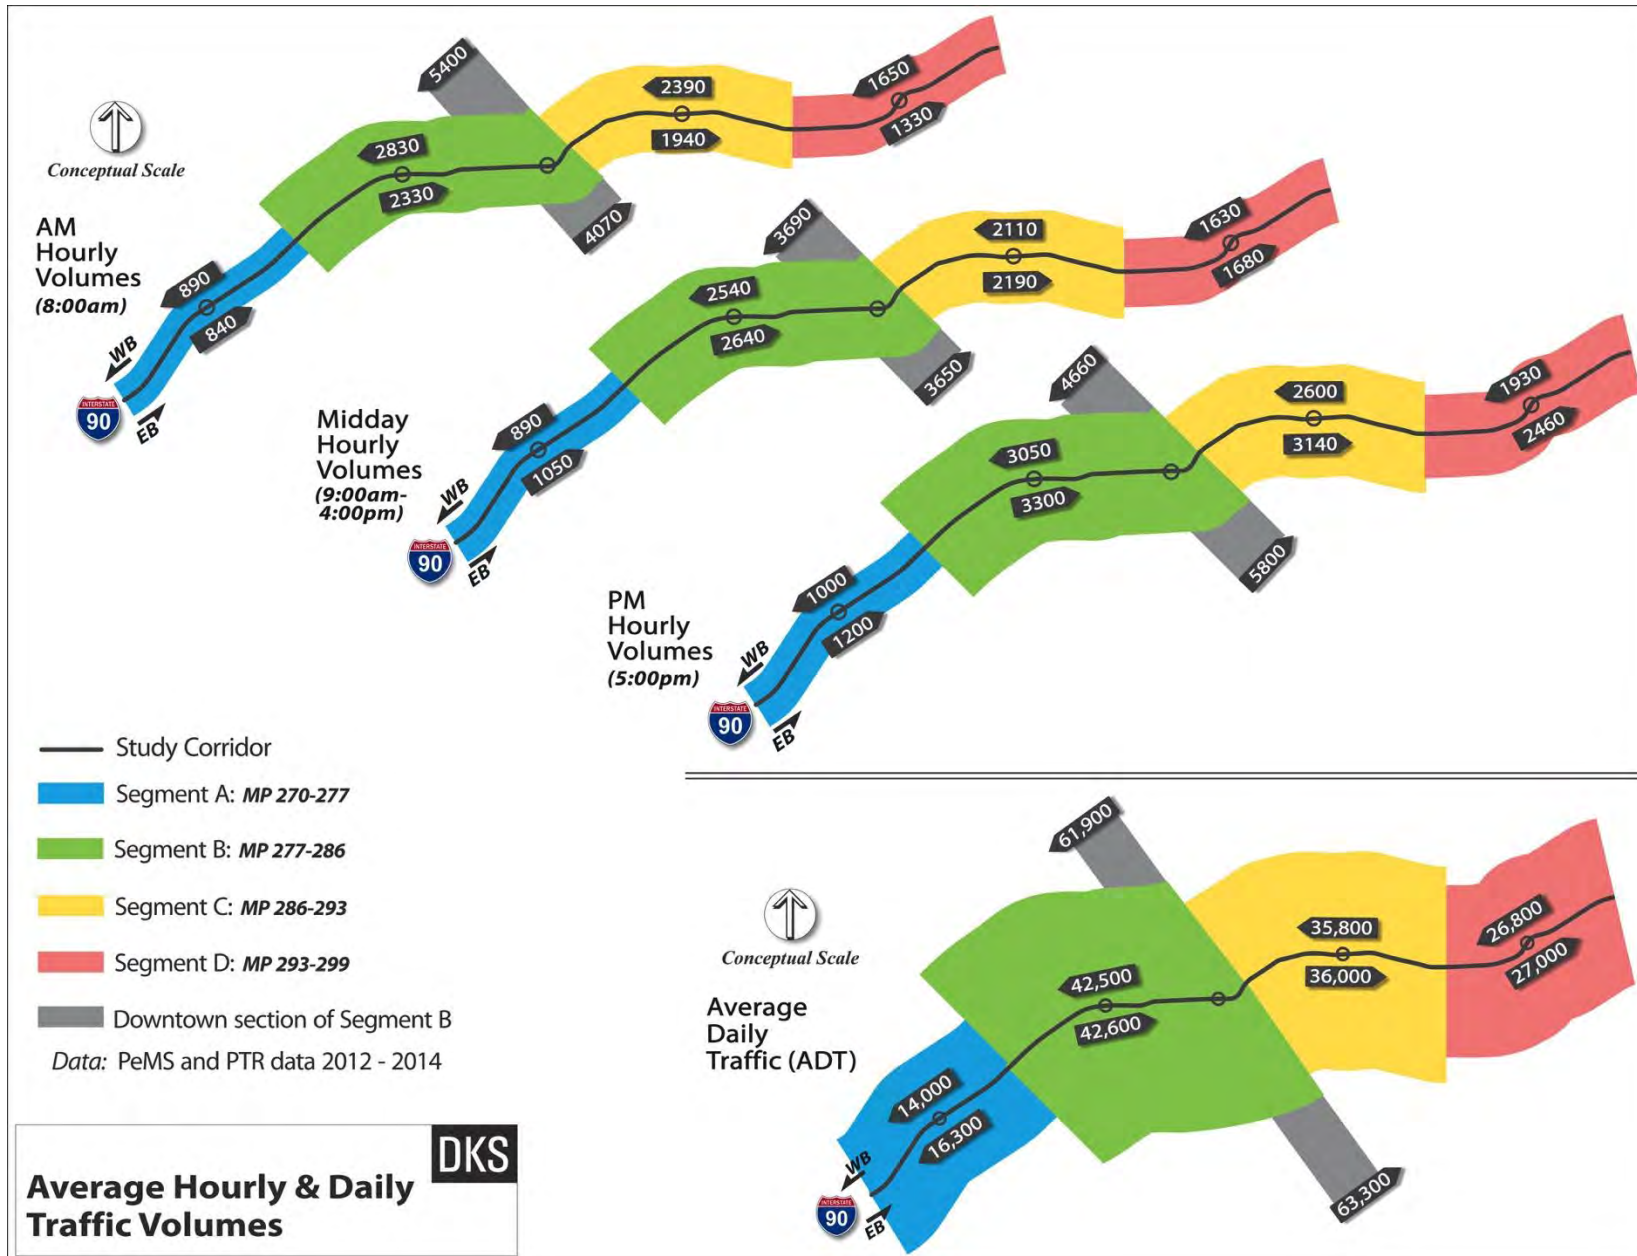 Conceptual Scale
AM
Hourly
Volumes
(8:00am)
5400
2390
1650
1940
1330
2830
2330
4070
890
840
WB
INTERSTATE
90
EB
Midday
Hourly
Volumes
(9:00am-
4:00pm)
3690
2110
1630
2190
1680
2540
2640
3650
890
1050
WB
INTERSTATE
90
EB
PM
Hourly
Volumes
(5:00pm)
4660
2600
1930
3140
2460
3050
3300
5800
1000
1200
WB
INTERSTATE
90
EB
Study Corridor
Segment A: MP 270-277
Segment B: MP 277-286
Segment C: MP 286-293
Segment D: MP 293-299
Downtown section of Segment B
Data: PeMS and PTR data 2012 - 2014
Conceptual Scale
Average
Daily
Traffic (ADT)
61,900
35,800
26,800
36,000
27,000
42,500
42,600
63,300
14,000
16,300
WB
INTERSTATE
90
EB
DKS
Average Hourly & Daily
Traffic Volumes